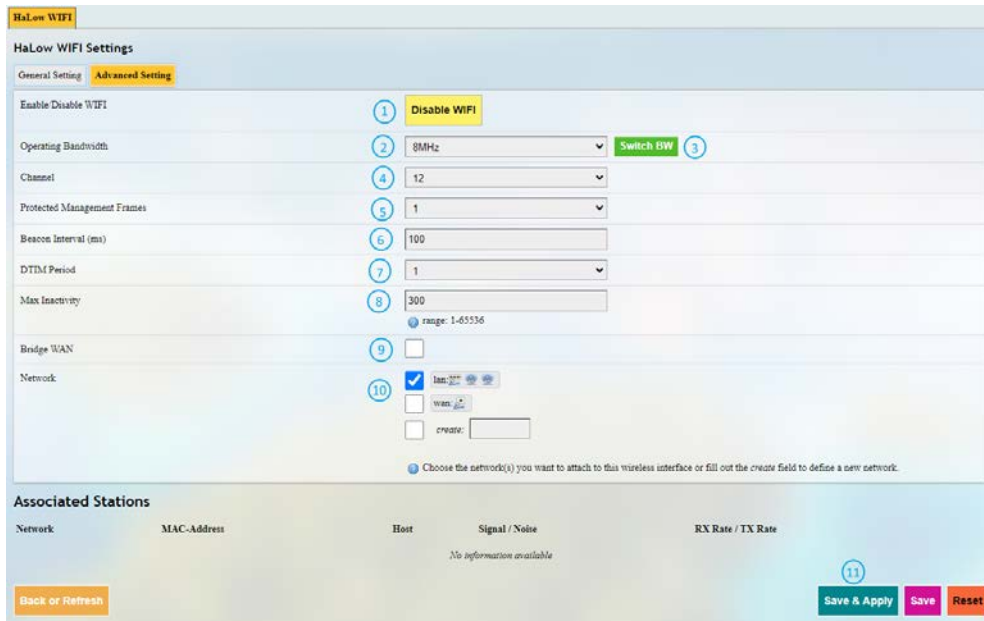 HaLow WIFI
HaLow WIFI Settings
General Setting Advanced Setting
Enable/Disable WIFI 1 Disable WIFI
Operating Bandwidth 2 8MHz Switch BW 3
Channel 4 12
Protected Management Frames 5 1
Beacon Interval (ms) 6 100
DTIM Period 7 1
Max Inactivity 8 300
range: 1-65536
Bridge WAN 9
Network 10 lan:
wan:
create:
Choose the network(s) you want to attach to this wireless interface or fill out the create field to define a new network.
Associated Stations
Network MAC-Address Host Signal / Noise RX Rate / TX Rate
No information available
11
Back or Refresh Save & Apply Save Reset